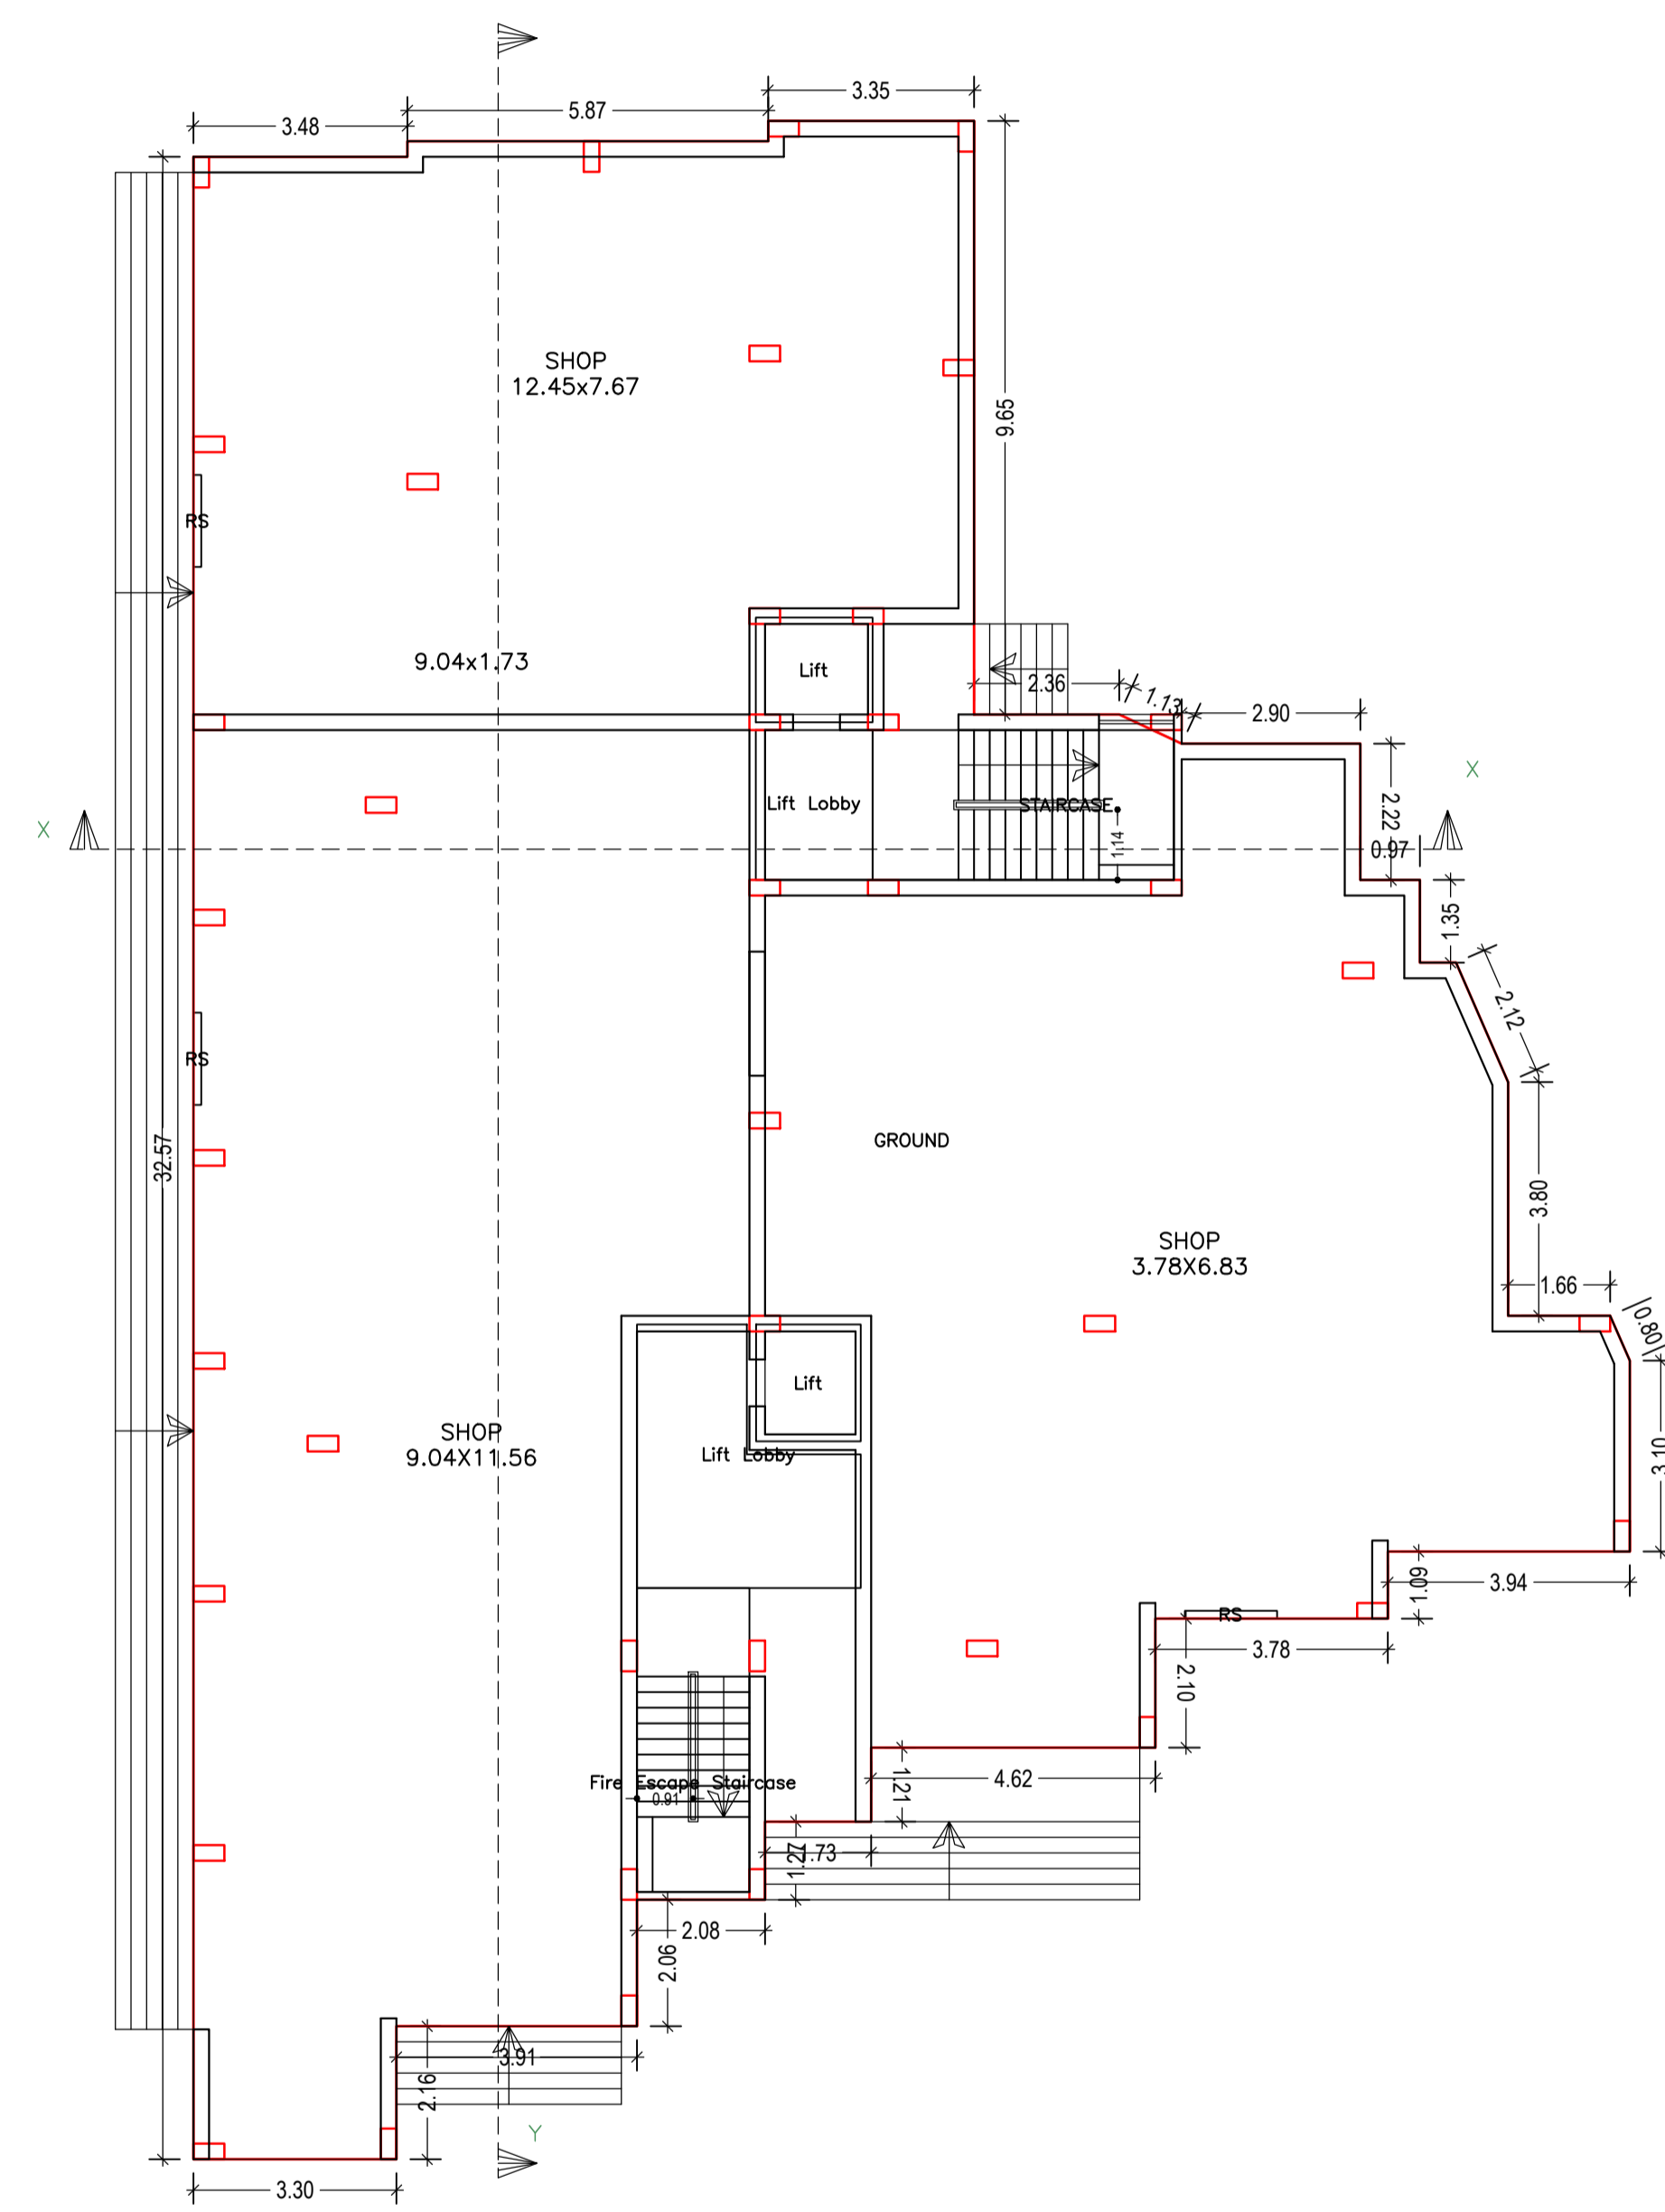 3.35
5.87
3.48
SHOP
12.45x7.67
9.65
RS
9.04x1.73
Lift
2.36
1.13
2.90
X
X
Lift Lobby
STAIRCASE
2.22
1.14
0.97
1.35
2.12
RS
32.57
GROUND
3.80
SHOP
3.78X6.83
1.66
0.80
Lift
SHOP
9.04X11.56
Lift Lobby
3.10
1.09
3.94
RS
3.78
2.10
Fire Escape Staircase
0.91
1.21
4.62
1.27
1.73
2.08
2.06
3.91
2.16
Y
3.30